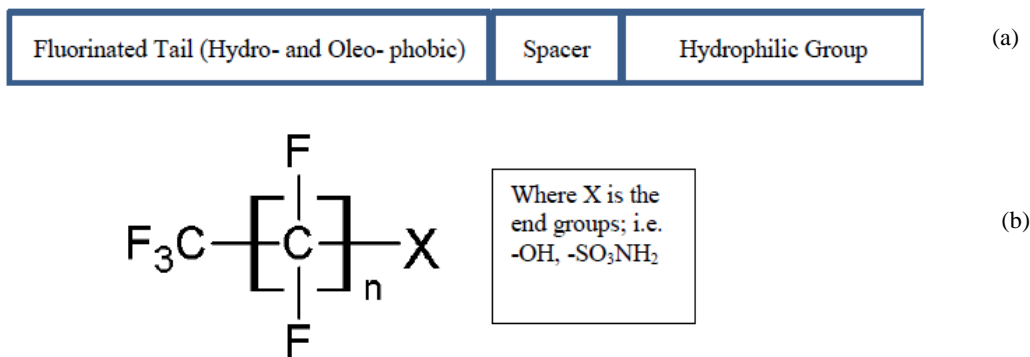 Fluorinated Tail (Hydro- and Oleo- phobic) Spacer Hydrophilic Group (a)
F
F₃C C X
n
F
Where X is the
end groups; i.e.
-OH, -SO₃NH₂
(b)